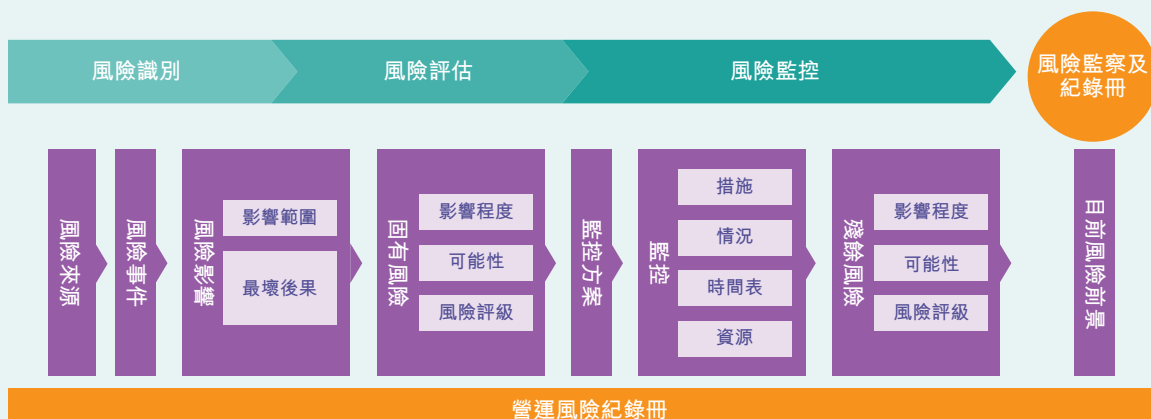 風險識別
風險評估
風險監控
風險監察及
紀錄冊
風險來源
風險事件
風險影響
影響範圍
最壞後果
固有風險
影響程度
可能性
風險評級
監控方案
監控
措施
情況
時間表
資源
殘餘風險
影響程度
可能性
風險評級
目前風險前景
營運風險紀錄冊